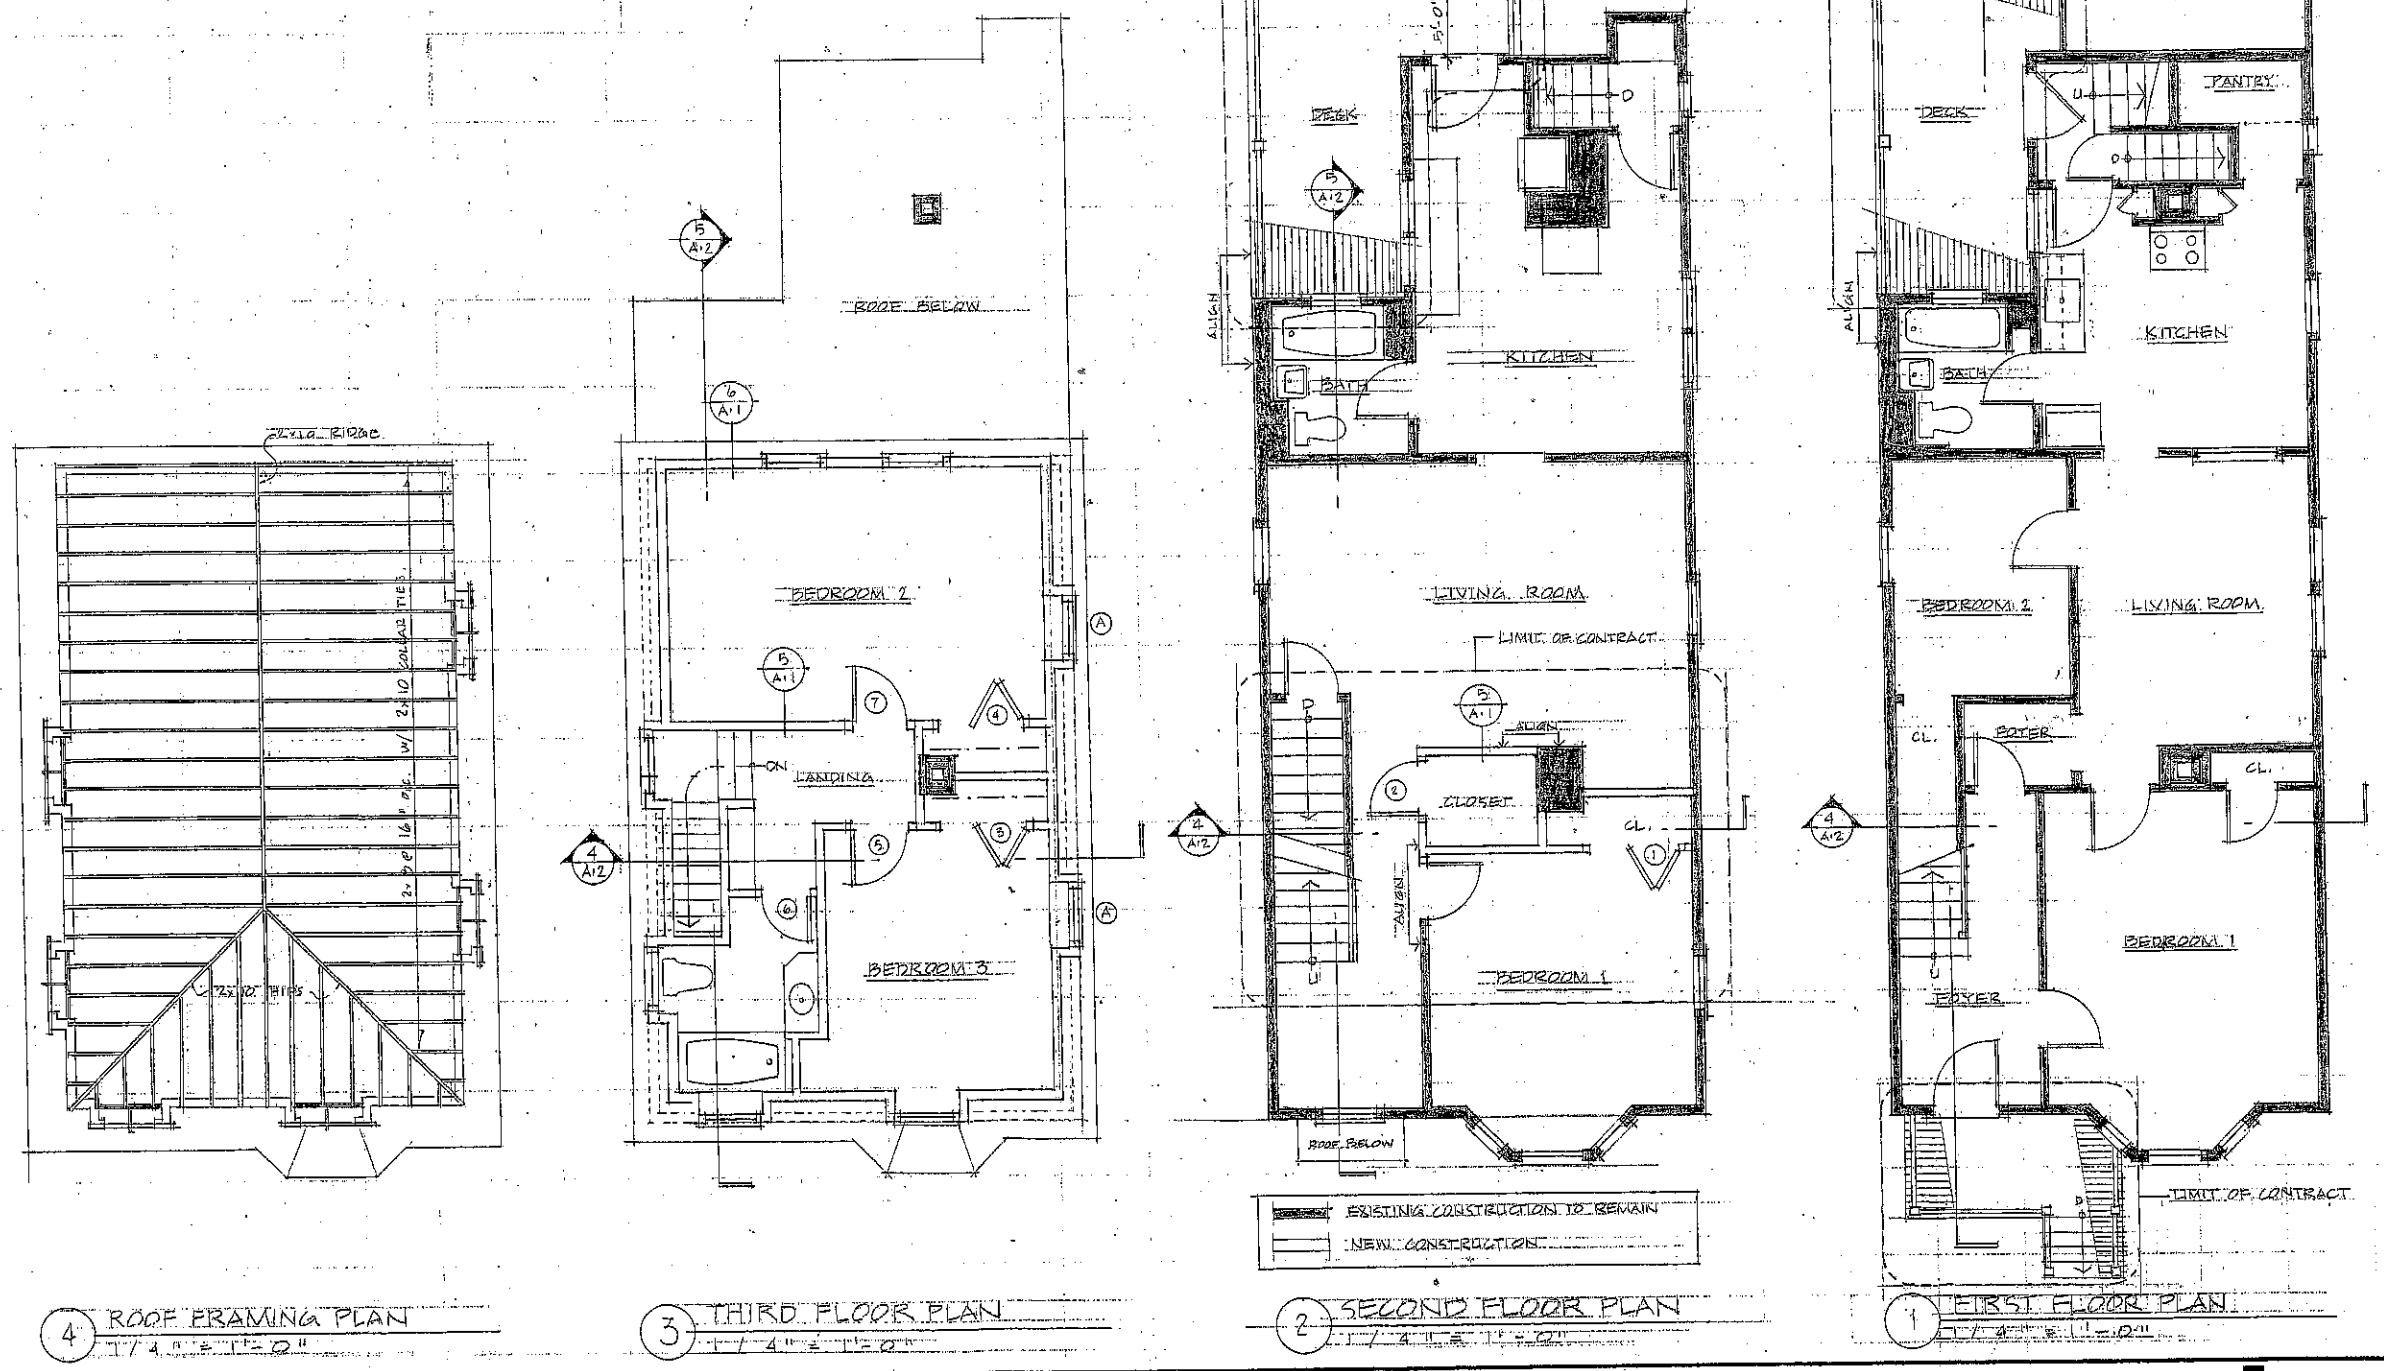 2x10 RIDGE
2x8 @ 16" O.C. W/ 2x10 COLLAR TIES
2x10 HIPS
4
ROOF FRAMING PLAN
1/4" = 1'-0"
5
A.2
ROOF BELOW
6
A.1
BEDROOM 2
A
5
A.1
7
4
DN
LANDING
5
3
4
A.2
6
A
BEDROOM 3
3
THIRD FLOOR PLAN
1/4" = 1'-0"
5'-0"
DECK
D
5
A.2
ALIGN
KITCHEN
BATH
LIVING ROOM
LIMIT OF CONTRACT
D
5
A.1
ALIGN
2
CLOSET
CL.
4
A.2
1
ALIGN
U
BEDROOM 1
ROOF BELOW
EXISTING CONSTRUCTION TO REMAIN
NEW CONSTRUCTION
2
SECOND FLOOR PLAN
1/4" = 1'-0"
PANTRY
U
DECK
D
ALIGN
KITCHEN
BATH
BEDROOM 2
LIVING ROOM
CL.
FOYER
CL.
4
A.2
BEDROOM 1
U
FOYER
D
LIMIT OF CONTRACT
1
FIRST FLOOR PLAN
1/4" = 1'-0"